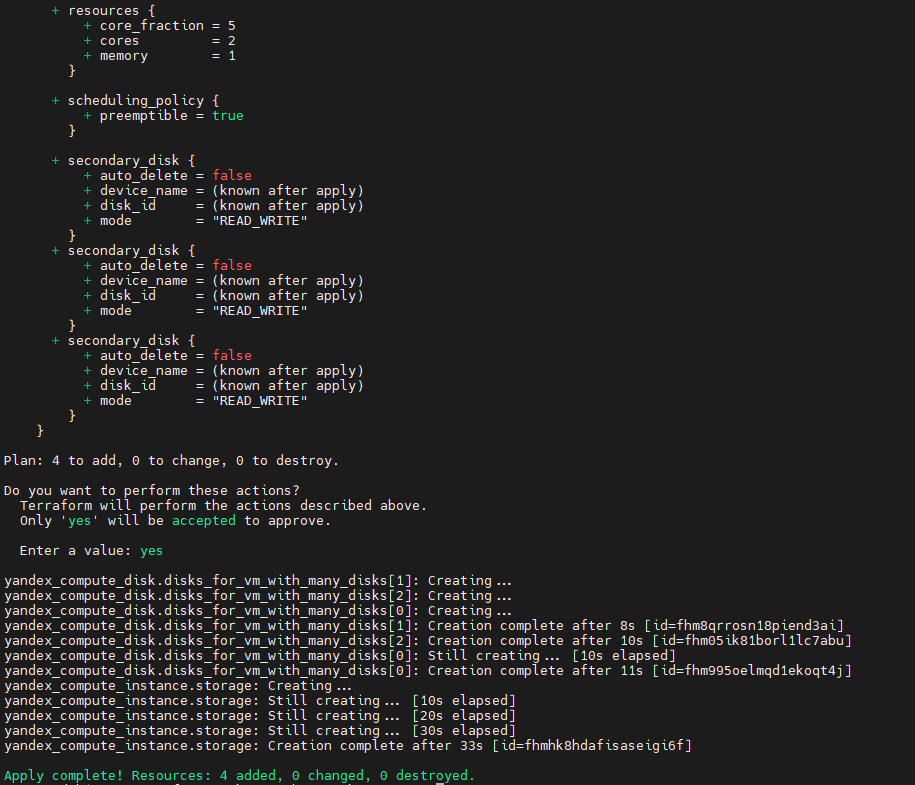 + resources {
+ core_fraction = 5
+ cores = 2
+ memory = 1
}
+ scheduling_policy {
+ preemptible = true
}
+ secondary_disk {
+ auto_delete = false
+ device_name = (known after apply)
+ disk_id = (known after apply)
+ mode = "READ_WRITE"
}
+ secondary_disk {
+ auto_delete = false
+ device_name = (known after apply)
+ disk_id = (known after apply)
+ mode = "READ_WRITE"
}
+ secondary_disk {
+ auto_delete = false
+ device_name = (known after apply)
+ disk_id = (known after apply)
+ mode = "READ_WRITE"
}
}
Plan: 4 to add, 0 to change, 0 to destroy.
Do you want to perform these actions?
Terraform will perform the actions described above.
Only 'yes' will be accepted to approve.
Enter a value: yes
yandex_compute_disk.disks_for_vm_with_many_disks[1]: Creating...
yandex_compute_disk.disks_for_vm_with_many_disks[2]: Creating...
yandex_compute_disk.disks_for_vm_with_many_disks[0]: Creating...
yandex_compute_disk.disks_for_vm_with_many_disks[1]: Creation complete after 8s [id=fhm8qrrosn18piend3ai]
yandex_compute_disk.disks_for_vm_with_many_disks[2]: Creation complete after 10s [id=fhm05ik81borl1lc7abu]
yandex_compute_disk.disks_for_vm_with_many_disks[0]: Still creating... [10s elapsed]
yandex_compute_disk.disks_for_vm_with_many_disks[0]: Creation complete after 11s [id=fhm995oelmqd1ekoqt4j]
yandex_compute_instance.storage: Creating...
yandex_compute_instance.storage: Still creating... [10s elapsed]
yandex_compute_instance.storage: Still creating... [20s elapsed]
yandex_compute_instance.storage: Still creating... [30s elapsed]
yandex_compute_instance.storage: Creation complete after 33s [id=fhmhk8hdafisaseigi6f]
Apply complete! Resources: 4 added, 0 changed, 0 destroyed.